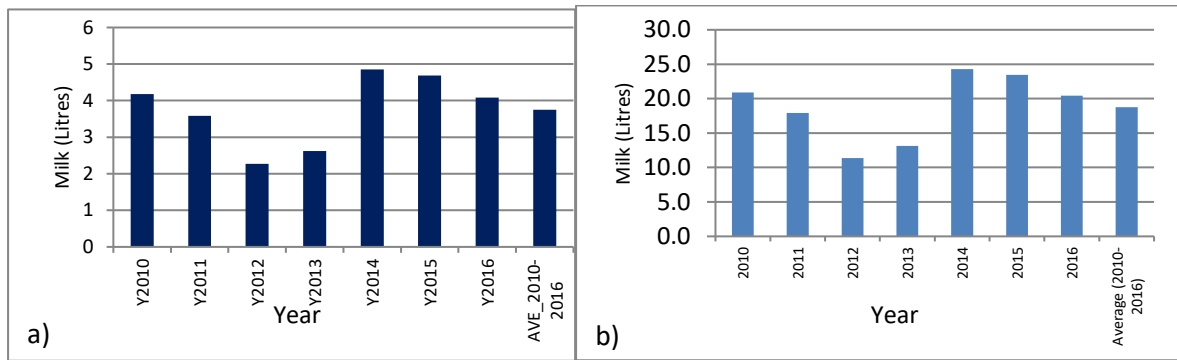 6
5
4
3
2
1
0
Milk (Litres)
Y2010
Y2011
Y2012
Y2013
Y2014
Y2015
Y2016
AVE_2010-
2016
Year
a)
30.0
25.0
20.0
15.0
10.0
5.0
0.0
Milk (Litres)
2010
2011
2012
2013
2014
2015
2016
Average (2010-
2016)
Year
b)